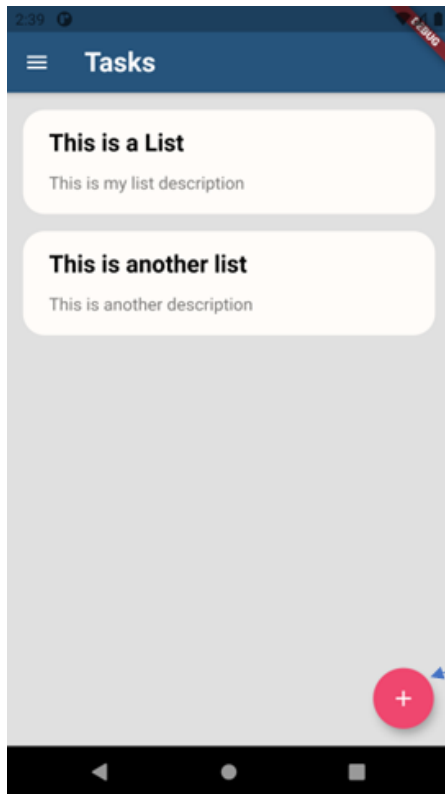 2:39
DEBUG
Tasks
This is a List
This is my list description
This is another list
This is another description
+